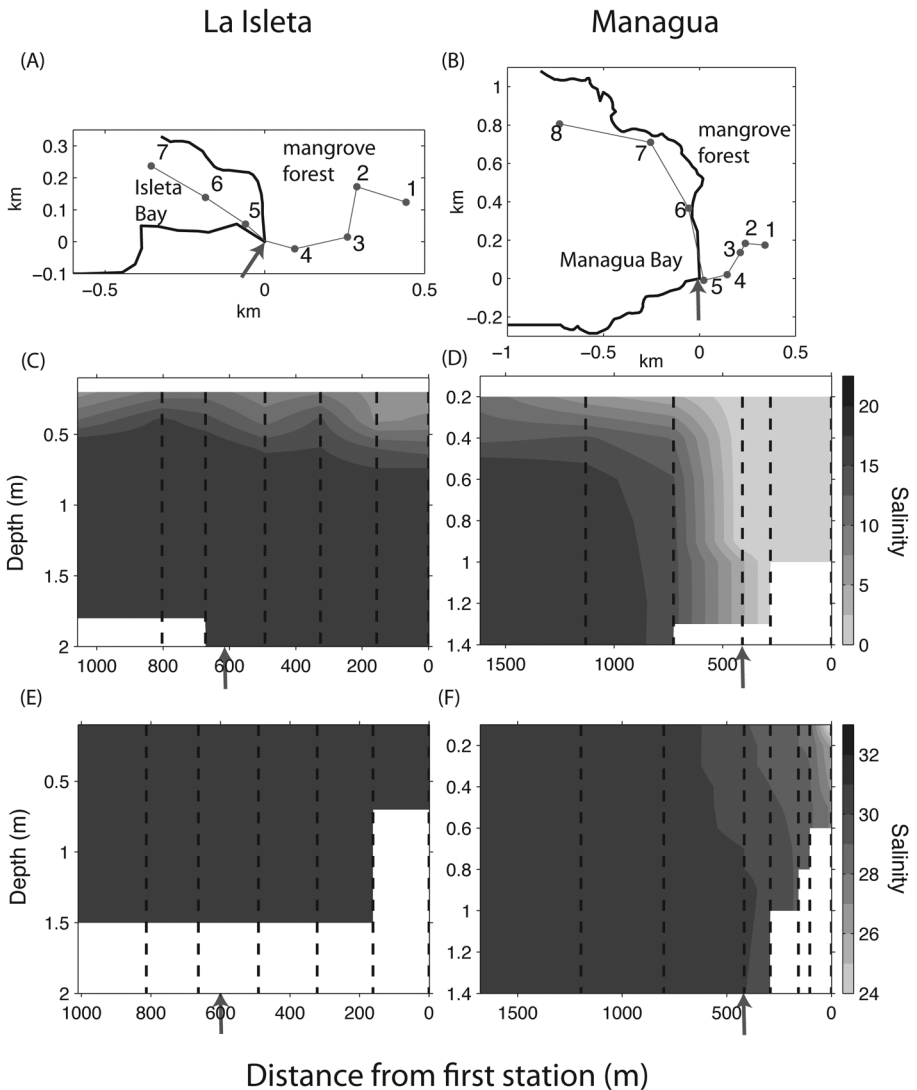 La Isleta Managua
(A) (B)
1
0.8
0.6
0.4
0.2
0
−0.2
km
−1 −0.5 0 0.5
km
8
7
6
5
4
3
2
1
mangrove
forest
Managua Bay
0.3
0.2
0.1
0
−0.1
km
−0.5 0 0.5
km
7
6
5
4
3
2
1
Isleta
Bay
mangrove
forest
(C) (D)
0.5
1
1.5
2
Depth (m)
1000 800 600 400 200 0
0.2
0.4
0.6
0.8
1
1.2
1.4
1500 1000 500 0
20
15
10
5
0
Salinity
(E) (F)
0.5
1
1.5
2
Depth (m)
1000 800 600 400 200 0
0.2
0.4
0.6
0.8
1
1.2
1.4
1500 1000 500 0
32
30
28
26
24
Salinity
Distance from first station (m)